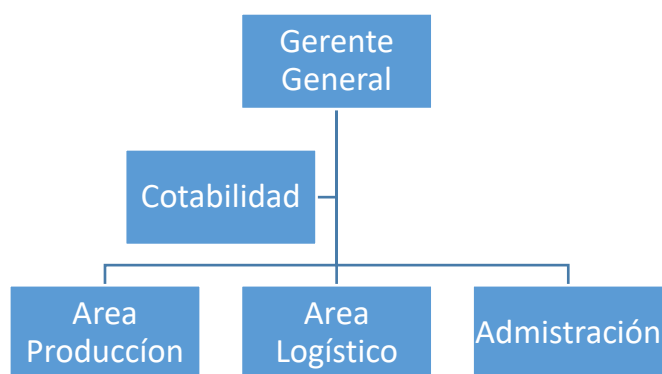 Gerente
General
Cotabilidad
Area
Produccíon
Area
Logístico
Admistración